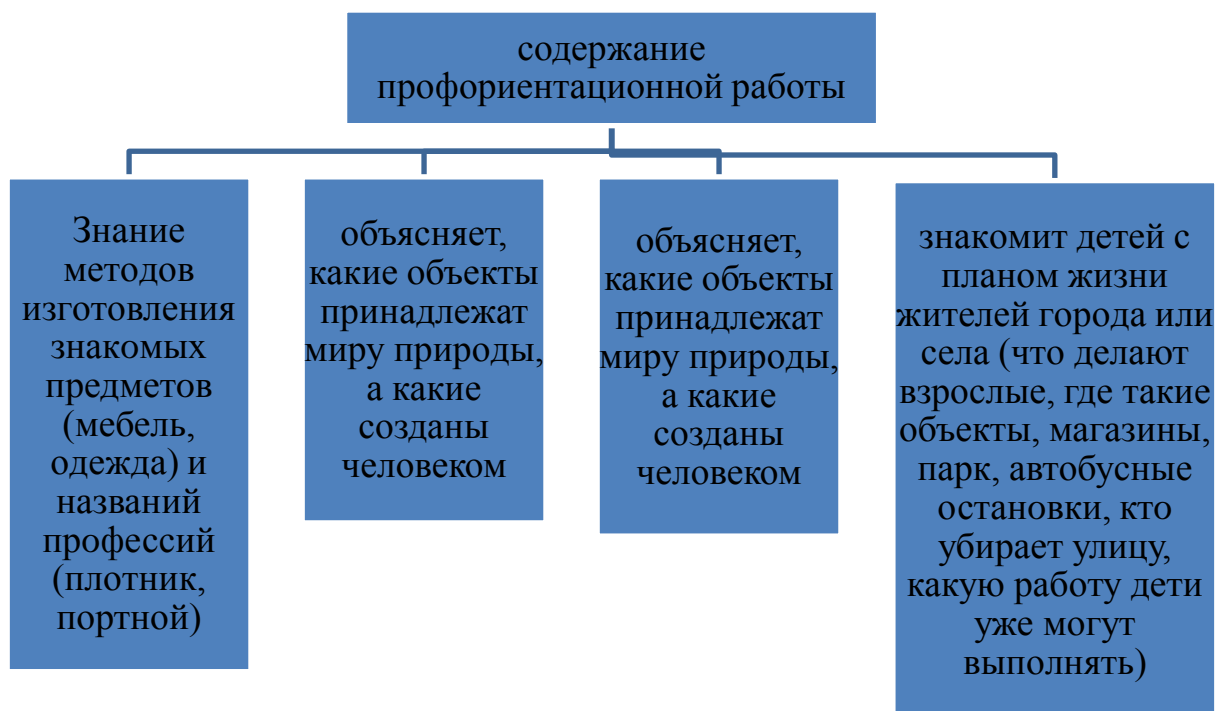 содержание
профориентационной работы
Знание
методов
изготовления
знакомых
предметов
(мебель,
одежда) и
названий
профессий
(плотник,
портной)
объясняет,
какие объекты
принадлежат
миру природы,
а какие
созданы
человеком
объясняет,
какие объекты
принадлежат
миру природы,
а какие
созданы
человеком
знакомит детей с
планом жизни
жителей города или
села (что делают
взрослые, где такие
объекты, магазины,
парк, автобусные
остановки, кто
убирает улицу,
какую работу дети
уже могут
выполнять)